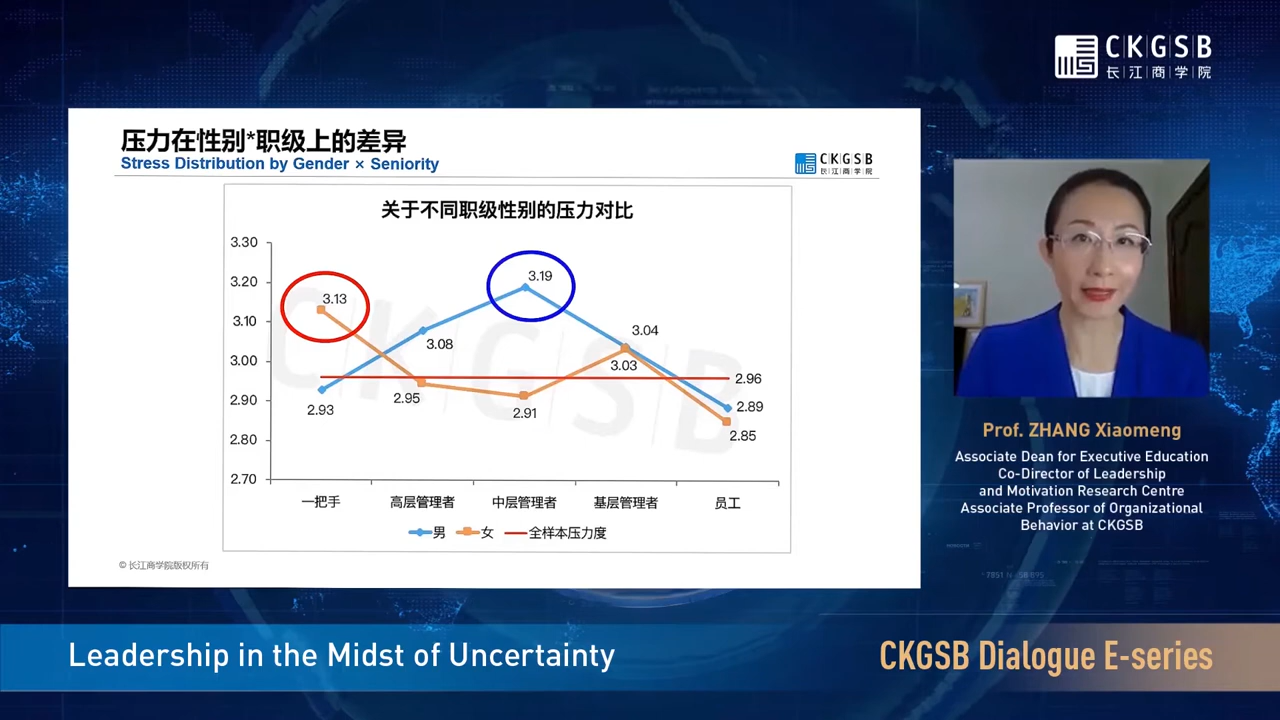 CKGSB
长江商学院
压力在性别*职级上的差异
Stress Distribution by Gender × Seniority
CKGSB
长江商学院
关于不同职级性别的压力对比
3.30
3.20
3.10
3.00
2.90
2.80
2.70
3.13
3.19
3.08
3.04
3.03
2.96
2.95
2.93
2.91
2.89
2.85
CKGSB
一把手
高层管理者
中层管理者
基层管理者
员工
男
女
全样本压力度
© 长江商学院版权所有
Prof. ZHANG Xiaomeng
Associate Dean for Executive Education
Co-Director of Leadership
and Motivation Research Centre
Associate Professor of Organizational
Behavior at CKGSB
Leadership in the Midst of Uncertainty
CKGSB Dialogue E-series